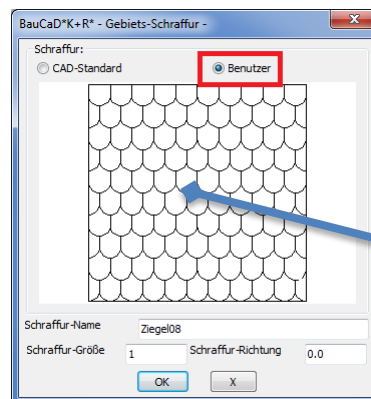 BauCaD*K+R* - Gebiets-Schraffur -
Schraffur:
CAD-Standard Benutzer
Schraffur-Name Ziegel08
Schraffur-Größe 1 Schraffur-Richtung 0.0
OK X